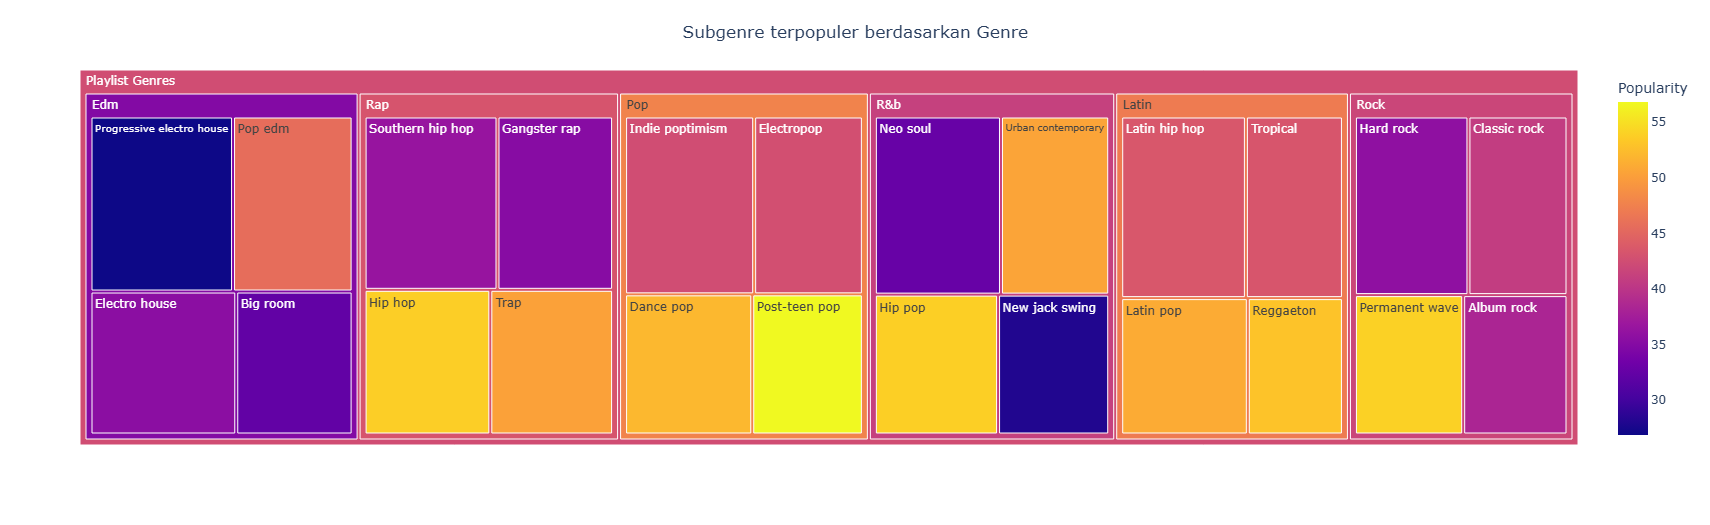 Subgenre terpopuler berdasarkan Genre
Playlist Genres
Edm
Progressive electro house
Pop edm
Electro house
Big room
Rap
Southern hip hop
Gangster rap
Hip hop
Trap
Pop
Indie poptimism
Electropop
Dance pop
Post-teen pop
R&b
Neo soul
Urban contemporary
Hip pop
New jack swing
Latin
Latin hip hop
Tropical
Latin pop
Reggaeton
Rock
Hard rock
Classic rock
Permanent wave
Album rock
Popularity
55
50
45
40
35
30